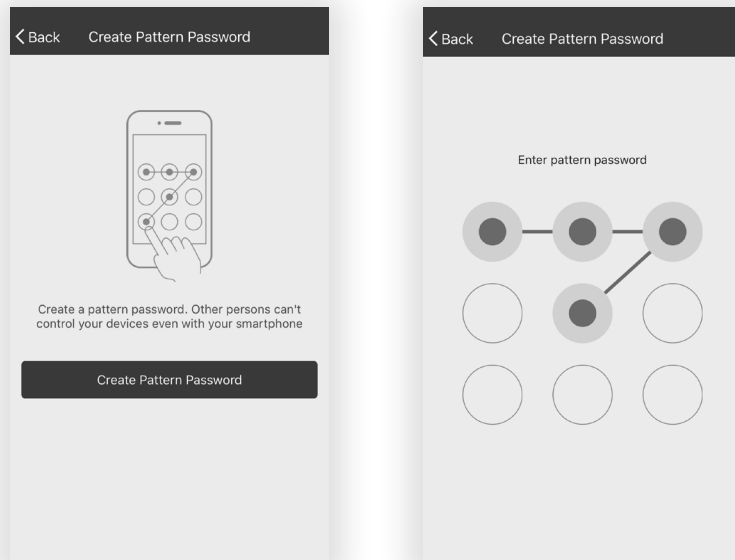 Back
Create Pattern Password
Create a pattern password. Other persons can't
control your devices even with your smartphone
Create Pattern Password
Back
Create Pattern Password
Enter pattern password